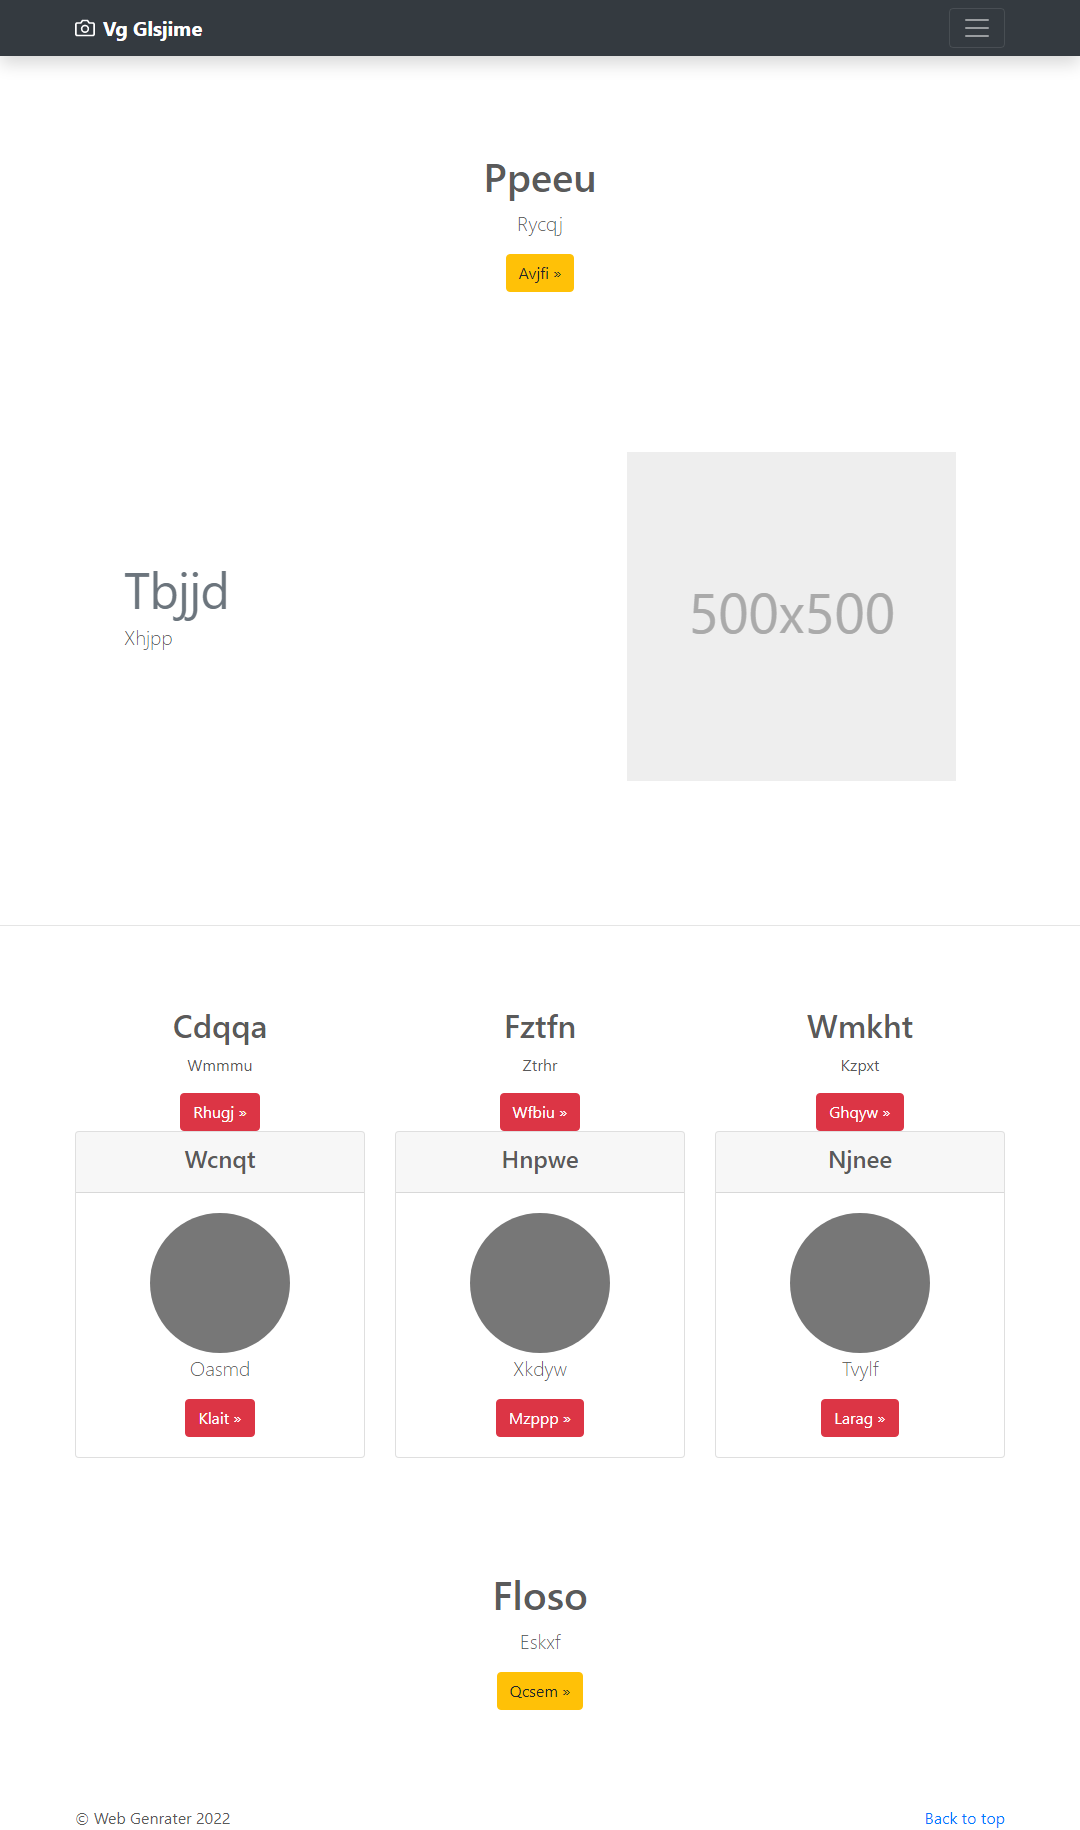 Vg Glsjime
Ppeeu
Rycqj
Avjfi »
Tbjjd
Xhjpp
500x500
Cdqqa
Wmmmu
Rhugj »
Fztfn
Ztrhr
Wfbiu »
Wmkht
Kzpxt
Ghqyw »
Wcnqt
Oasmd
Klait »
Hnpwe
Xkdyw
Mzppp »
Njnee
Tvylf
Larag »
Floso
Eskxf
Qcsem »
© Web Genrater 2022
Back to top